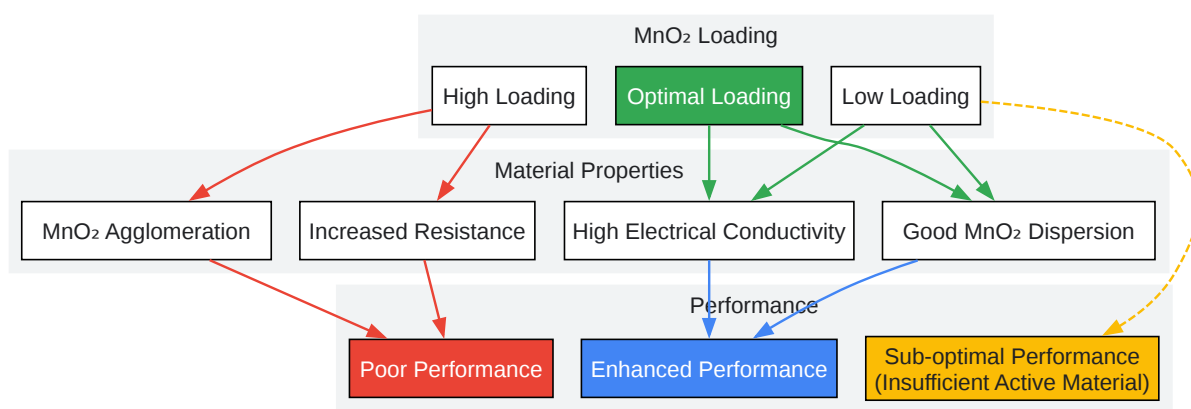 MnO₂ Loading
High Loading
Optimal Loading
Low Loading
Material Properties
MnO₂ Agglomeration
Increased Resistance
High Electrical Conductivity
Good MnO₂ Dispersion
Performance
Poor Performance
Enhanced Performance
Sub-optimal Performance
(Insufficient Active Material)